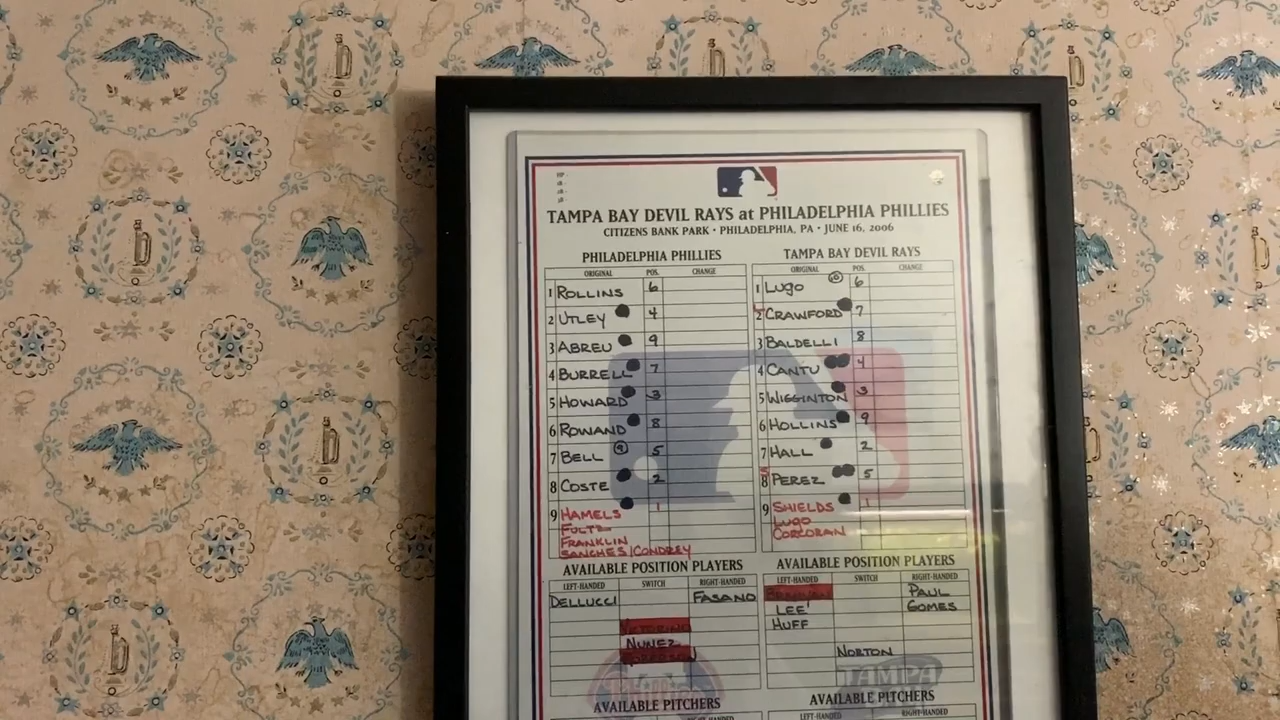 TAMPA BAY DEVIL RAYS at PHILADELPHIA PHILLIES
CITIZENS BANK PARK • PHILADELPHIA, PA • JUNE 16, 2006
PHILADELPHIA PHILLIES
ORIGINAL POS. CHANGE
1 ROLLINS 6
2 UTLEY 4
3 ABREU 9
4 BURRELL 7
5 HOWARD 3
6 ROWAND 8
7 BELL 5
8 COSTE 2
9 HAMELS 1
FULTZ
FRANKLIN
SANCHES/CONDREY
TAMPA BAY DEVIL RAYS
ORIGINAL POS. CHANGE
1 LUGO 6
2 CRAWFORD 7
3 BALDELLI 8
4 CANTU 4
5 WIGGINTON 3
6 HOLLINS 9
7 HALL 2
8 PEREZ 5
9 SHIELDS 1
LUGO
CORCORAN
AVAILABLE POSITION PLAYERS
LEFT-HANDED SWITCH RIGHT-HANDED
DELLUCCI FASANO
VICTORINO
NUNEZ
AVAILABLE PITCHERS
AVAILABLE POSITION PLAYERS
LEFT-HANDED SWITCH RIGHT-HANDED
PAUL
LEE GOMES
HUFF
NORTON
TAMPA
AVAILABLE PITCHERS
LEFT-HANDED RIGHT-HANDED
Phillies